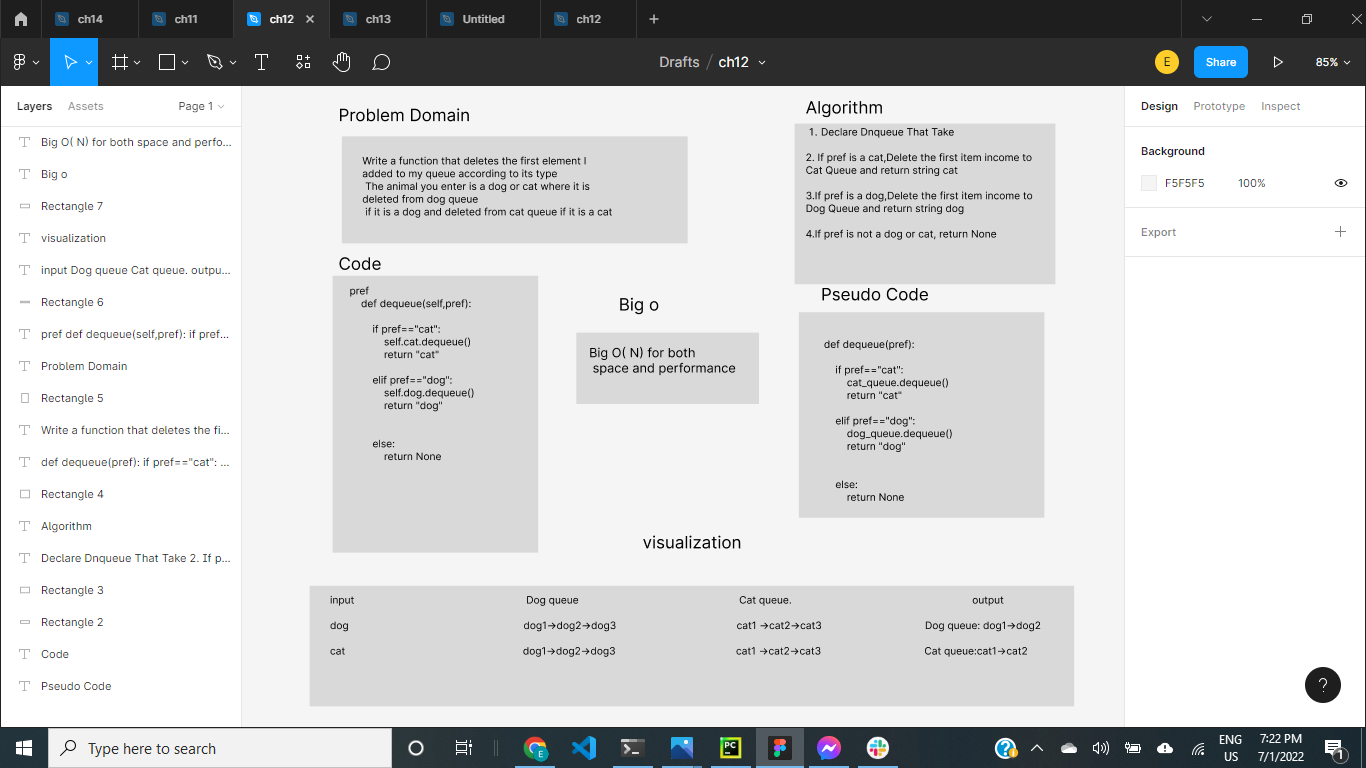 ch14
ch11
ch12
ch13
Untitled
ch12
Drafts / ch12
E
Share
85%
Layers
Assets
Page 1
Big O( N) for both space and perfo...
Big o
Rectangle 7
visualization
input Dog queue Cat queue. outpu...
Rectangle 6
pref def dequeue(self,pref): if pref...
Problem Domain
Rectangle 5
Write a function that deletes the fi...
def dequeue(pref): if pref=="cat": ...
Rectangle 4
Algorithm
Declare Dnqueue That Take 2. If p...
Rectangle 3
Rectangle 2
Code
Pseudo Code
Problem Domain
Write a function that deletes the first element I
added to my queue according to its type
The animal you enter is a dog or cat where it is
deleted from dog queue
if it is a dog and deleted from cat queue if it is a cat
Algorithm
1. Declare Dnqueue That Take
2. If pref is a cat,Delete the first item income to
Cat Queue and return string cat
3.If pref is a dog,Delete the first item income to
Dog Queue and return string dog
4.If pref is not a dog or cat, return None
Code
pref
def dequeue(self,pref):
if pref=="cat":
self.cat.dequeue()
return "cat"
elif pref=="dog":
self.dog.dequeue()
return "dog"
else:
return None
Big o
Big O( N) for both
space and performance
Pseudo Code
def dequeue(pref):
if pref=="cat":
cat_queue.dequeue()
return "cat"
elif pref=="dog":
dog_queue.dequeue()
return "dog"
else:
return None
visualization
input Dog queue Cat queue. output
dog dog1→dog2→dog3 cat1 →cat2→cat3 Dog queue: dog1→dog2
cat dog1→dog2→dog3 cat1 →cat2→cat3 Cat queue:cat1→cat2
Design
Prototype
Inspect
Background
F5F5F5 100%
Export
?
Type here to search
E
PC
ENG
US
7:22 PM
7/1/2022
1